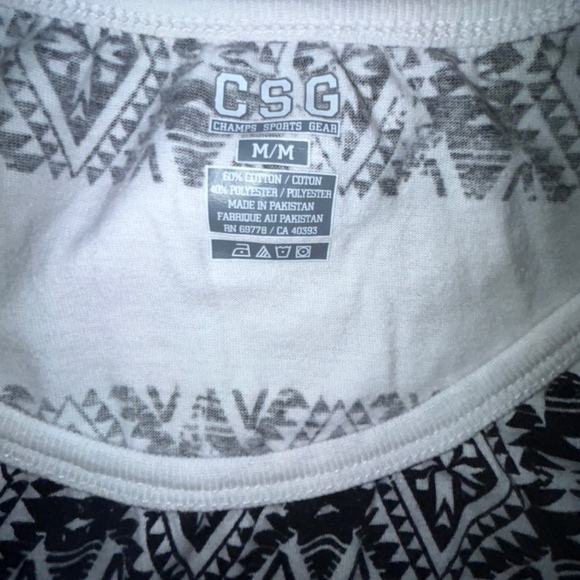 CSG
CHAMPS SPORTS GEAR
M/M
60% COTTON / COTON
40% POLYESTER / POLYESTER
MADE IN PAKISTAN
FABRIQUE AU PAKISTAN
RN 69778 / CA 40393